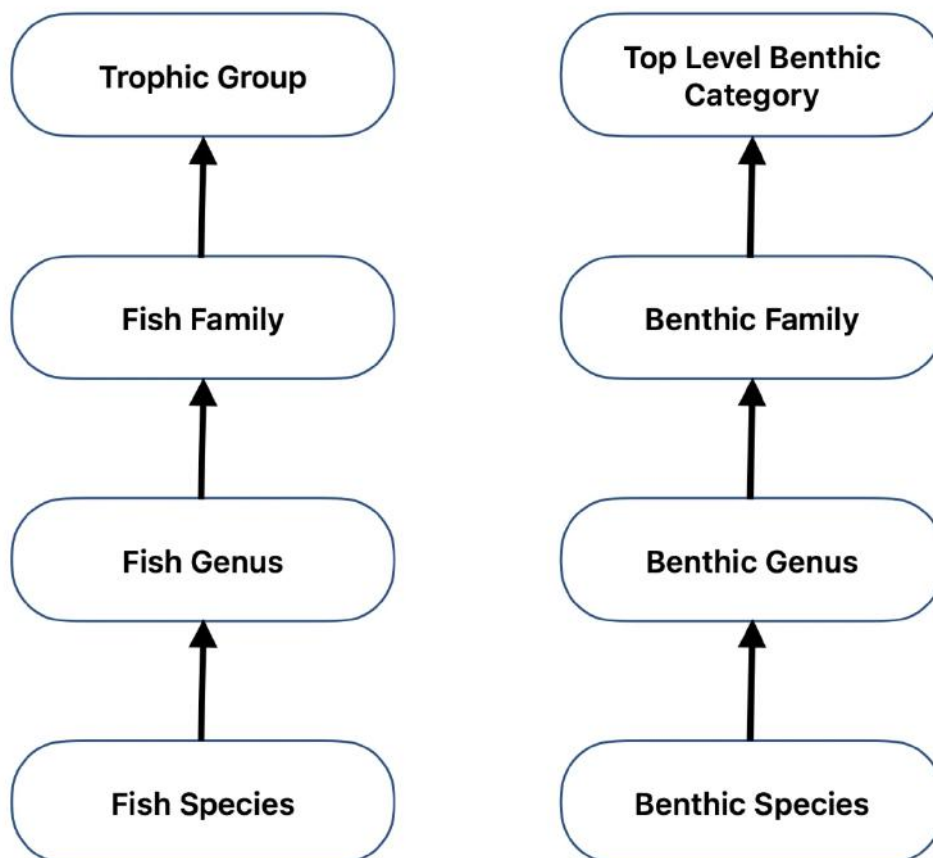 Trophic Group
Top Level Benthic
Category
Fish Family
Benthic Family
Fish Genus
Benthic Genus
Fish Species
Benthic Species